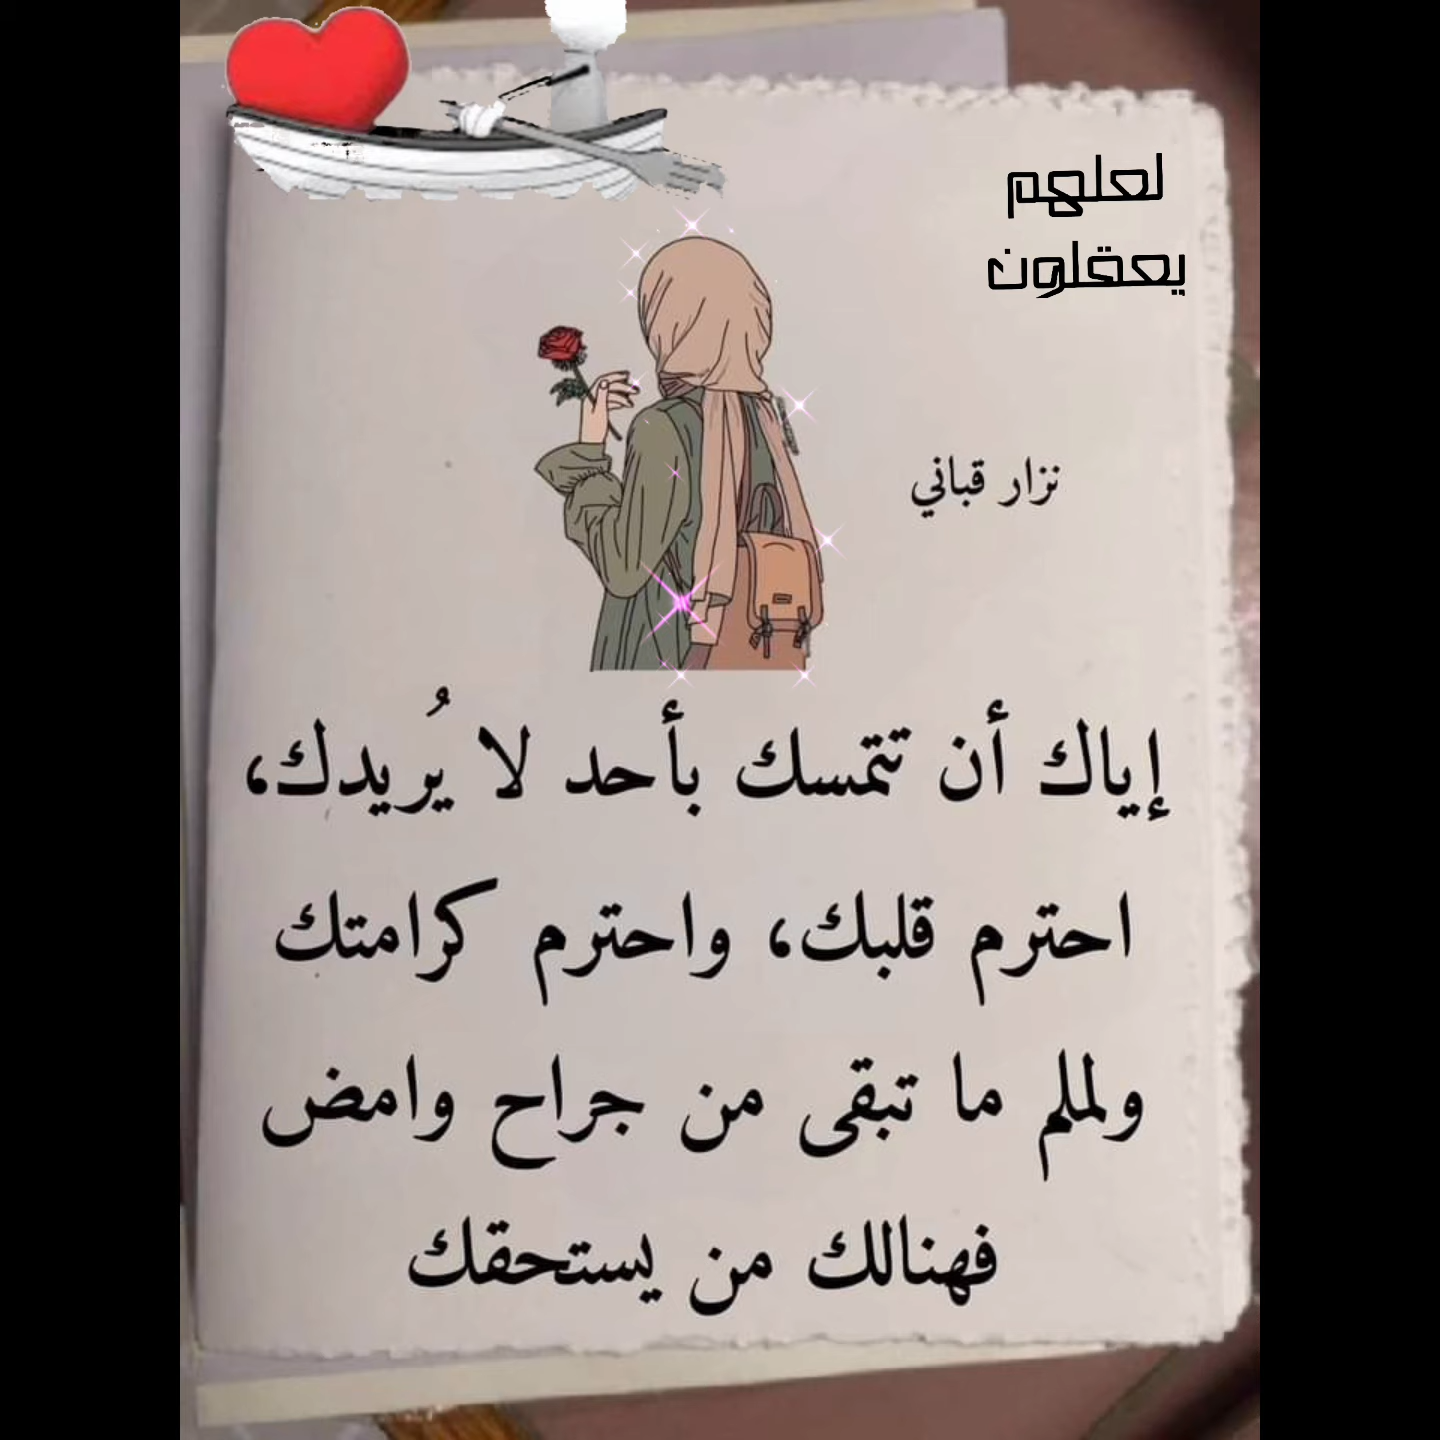 لعلهم
يعقلون
نزار قباني
إياك أن تتمسك بأحد لا يُريدك،
احترم قلبك، واحترم كرامتك
ولملم ما تبقى من جراح وامض
فهنالك من يستحقك